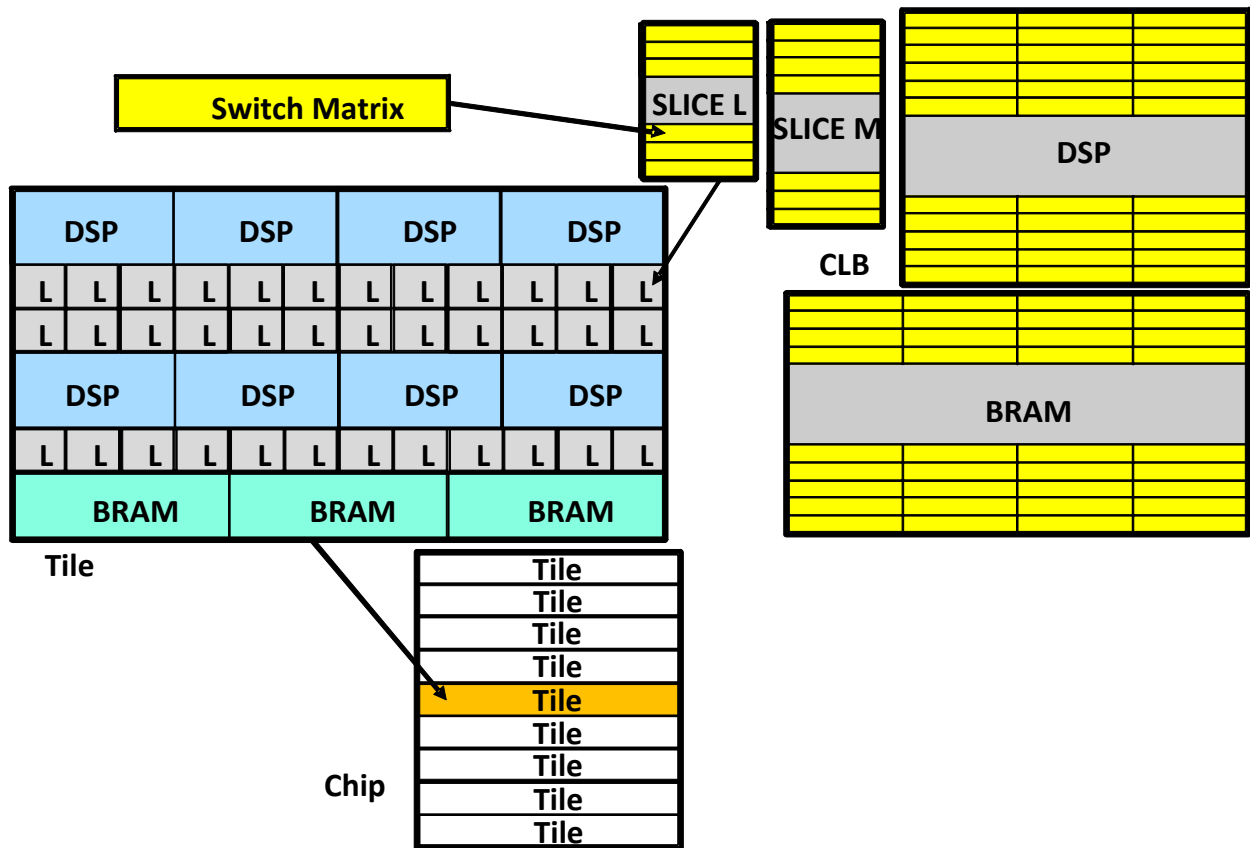 Switch Matrix
SLICE L
SLICE M
DSP
CLB
BRAM
DSP DSP DSP DSP
L L L L L L L L L L L L
L L L L L L L L L L L L
DSP DSP DSP DSP
L L L L L L L L L L L L
BRAM BRAM BRAM
Tile
Tile
Tile
Tile
Tile
Tile
Tile
Tile
Tile
Tile
Chip